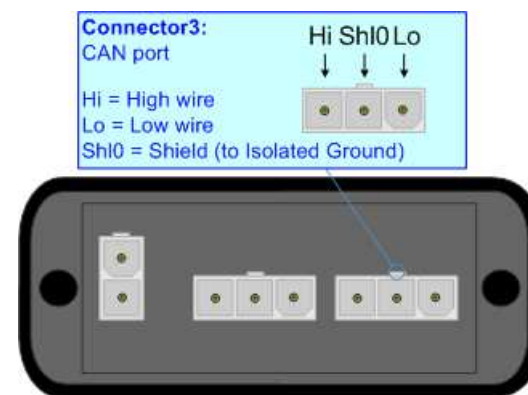 Connector3:
CAN port
Hi Shl0 Lo
Hi = High wire
Lo = Low wire
Shl0 = Shield (to Isolated Ground)